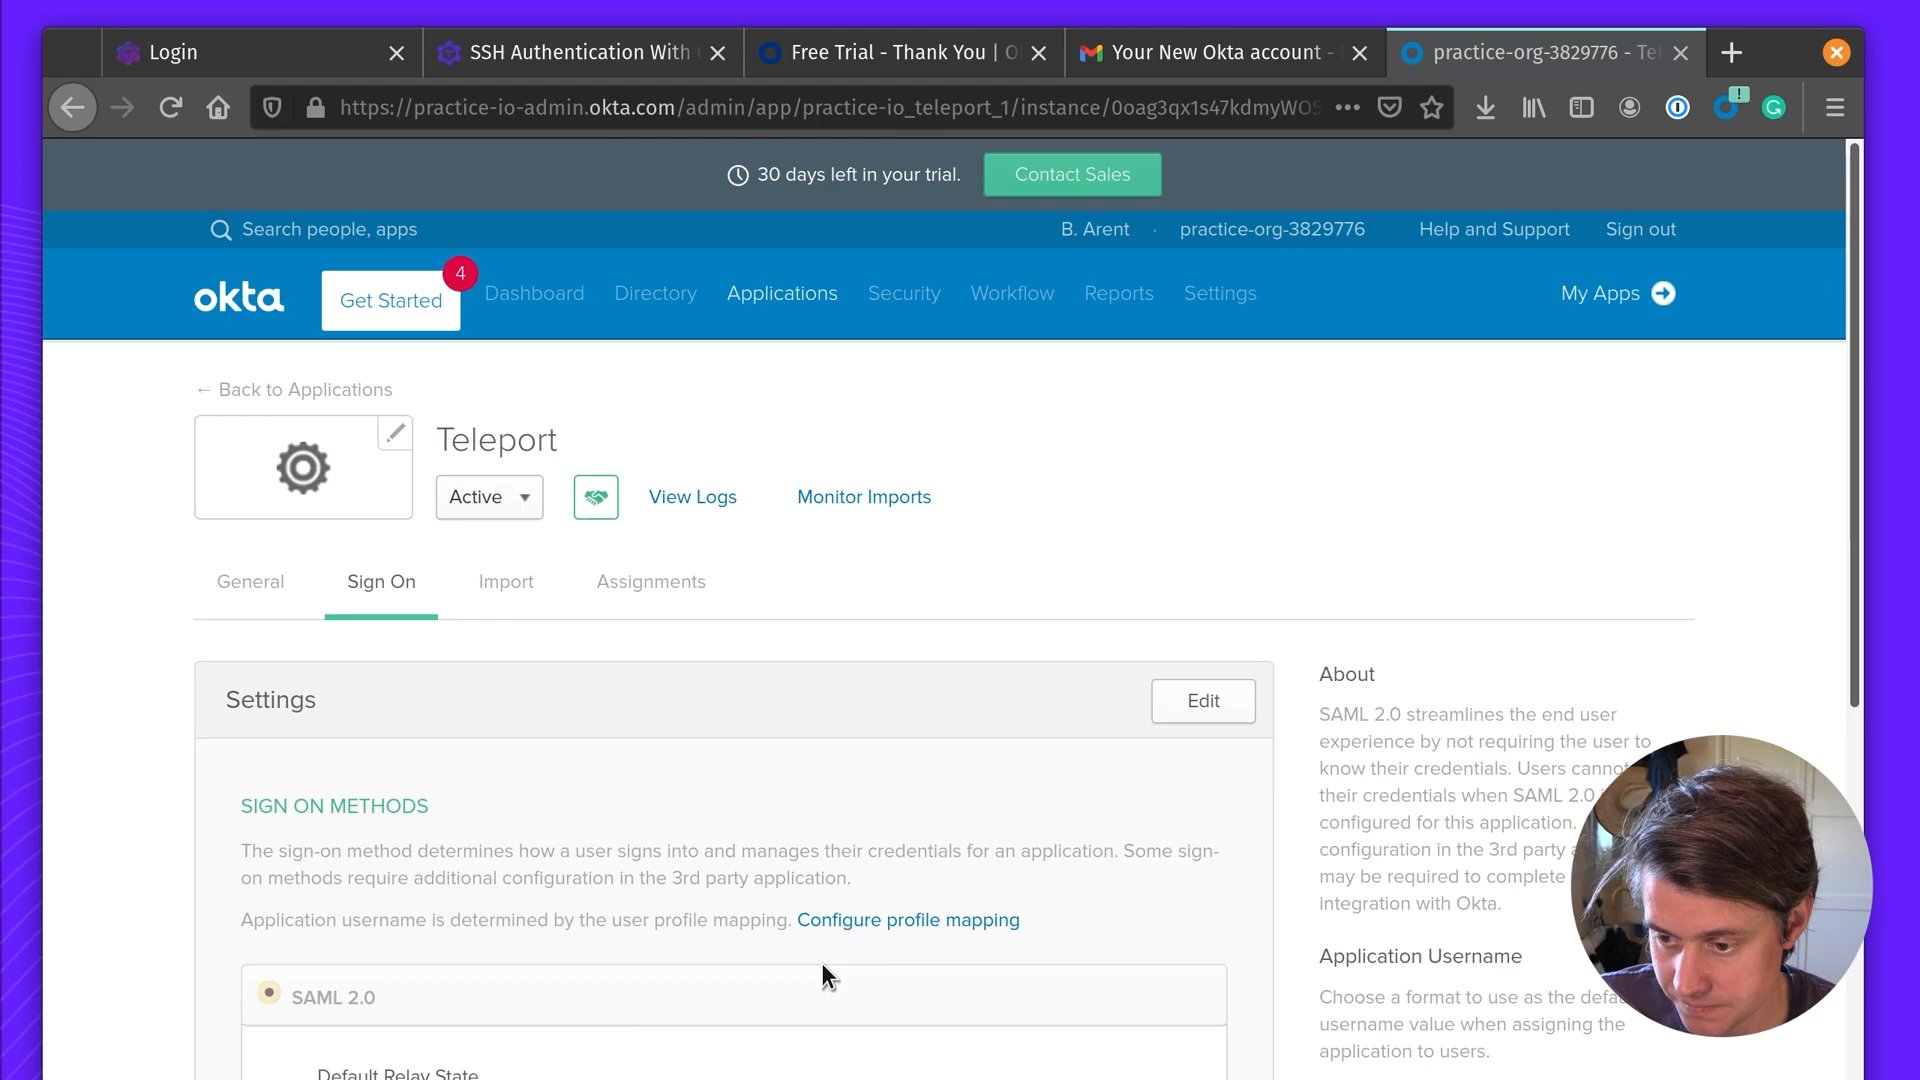 Login
SSH Authentication With
Free Trial - Thank You | O
Your New Okta account -
practice-org-3829776 - Te
https://practice-io-admin.okta.com/admin/app/practice-io_teleport_1/instance/0oag3qx1s47kdmyWO5
30 days left in your trial.
Contact Sales
Search people, apps
B. Arent · practice-org-3829776
Help and Support
Sign out
okta
Get Started
4
Dashboard
Directory
Applications
Security
Workflow
Reports
Settings
My Apps
← Back to Applications
Teleport
Active
View Logs
Monitor Imports
General
Sign On
Import
Assignments
Settings
Edit
SIGN ON METHODS
The sign-on method determines how a user signs into and manages their credentials for an application. Some sign-
on methods require additional configuration in the 3rd party application.
Application username is determined by the user profile mapping. Configure profile mapping
SAML 2.0
Default Relay State
About
SAML 2.0 streamlines the end user
experience by not requiring the user to
know their credentials. Users cannot
their credentials when SAML 2.0
configured for this application.
configuration in the 3rd party
may be required to complete
integration with Okta.
Application Username
Choose a format to use as the
username value when assigning the
application to users.